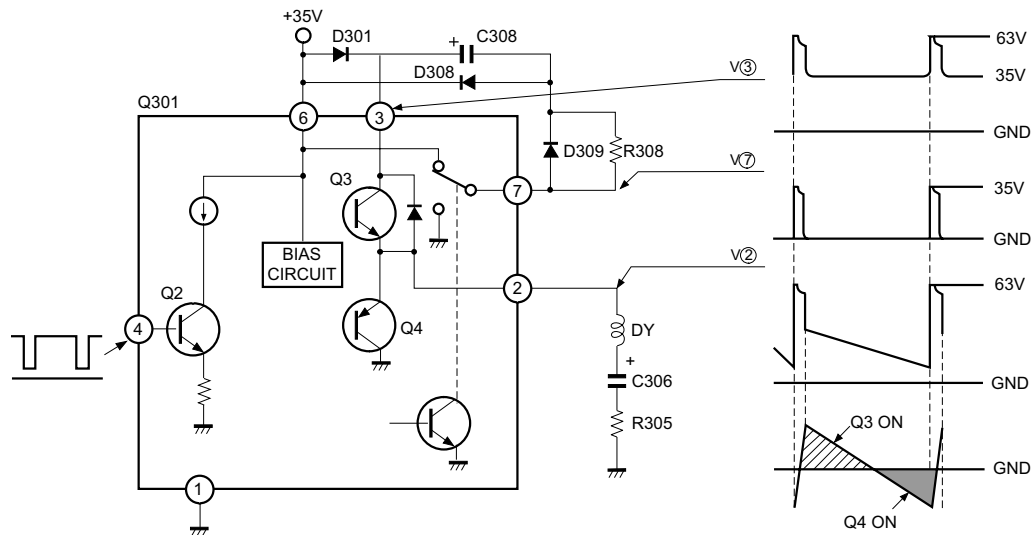 +35V
D301
+
C308
D308
V③
63V
35V
GND
Q301
6
3
D309
R308
V⑦
7
35V
GND
Q3
BIAS
CIRCUIT
V②
2
63V
Q2
4
Q4
DY
+
C306
R305
GND
Q3 ON
GND
Q4 ON
1